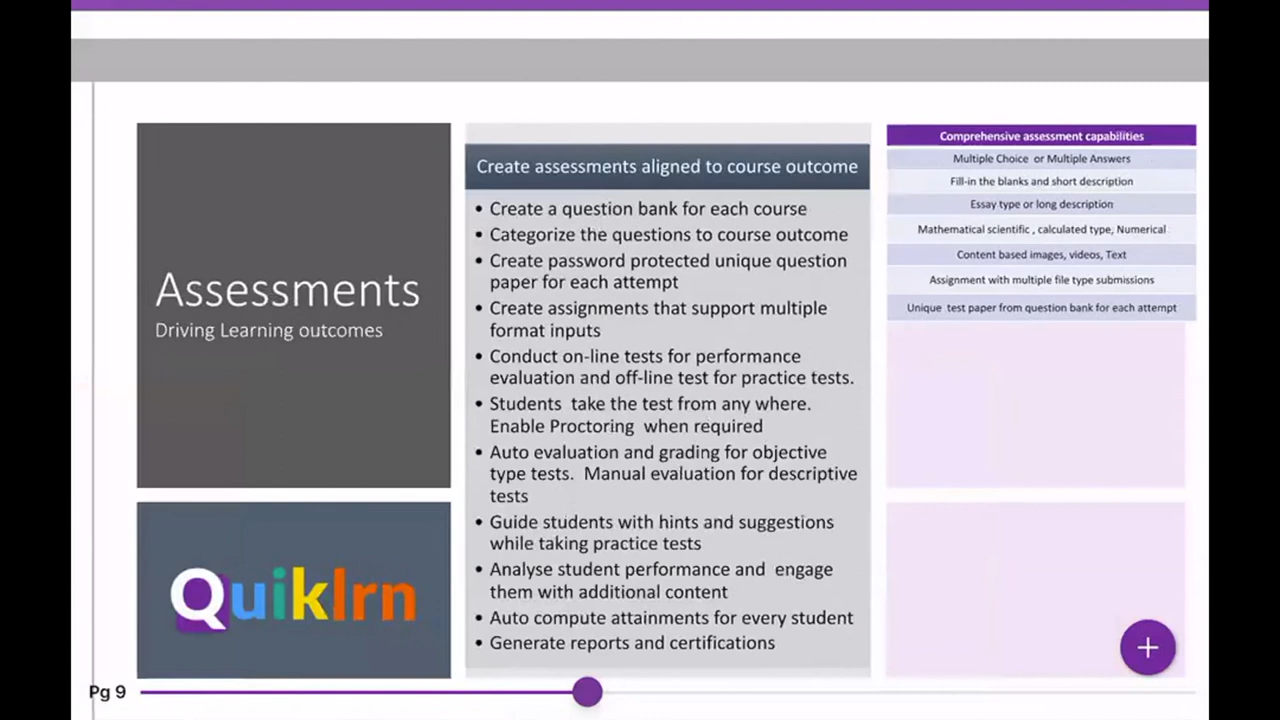 Assessments
Driving Learning outcomes
Quiklrn
Create assessments aligned to course outcome
• Create a question bank for each course
• Categorize the questions to course outcome
• Create password protected unique question
paper for each attempt
• Create assignments that support multiple
format inputs
• Conduct on-line tests for performance
evaluation and off-line test for practice tests.
• Students take the test from any where.
Enable Proctoring when required
• Auto evaluation and grading for objective
type tests. Manual evaluation for descriptive
tests
• Guide students with hints and suggestions
while taking practice tests
• Analyse student performance and engage
them with additional content
• Auto compute attainments for every student
• Generate reports and certifications
Comprehensive assessment capabilities
Multiple Choice or Multiple Answers
Fill-in the blanks and short description
Essay type or long description
Mathematical scientific , calculated type, Numerical
Content based images, videos, Text
Assignment with multiple file type submissions
Unique test paper from question bank for each attempt
+
Pg 9